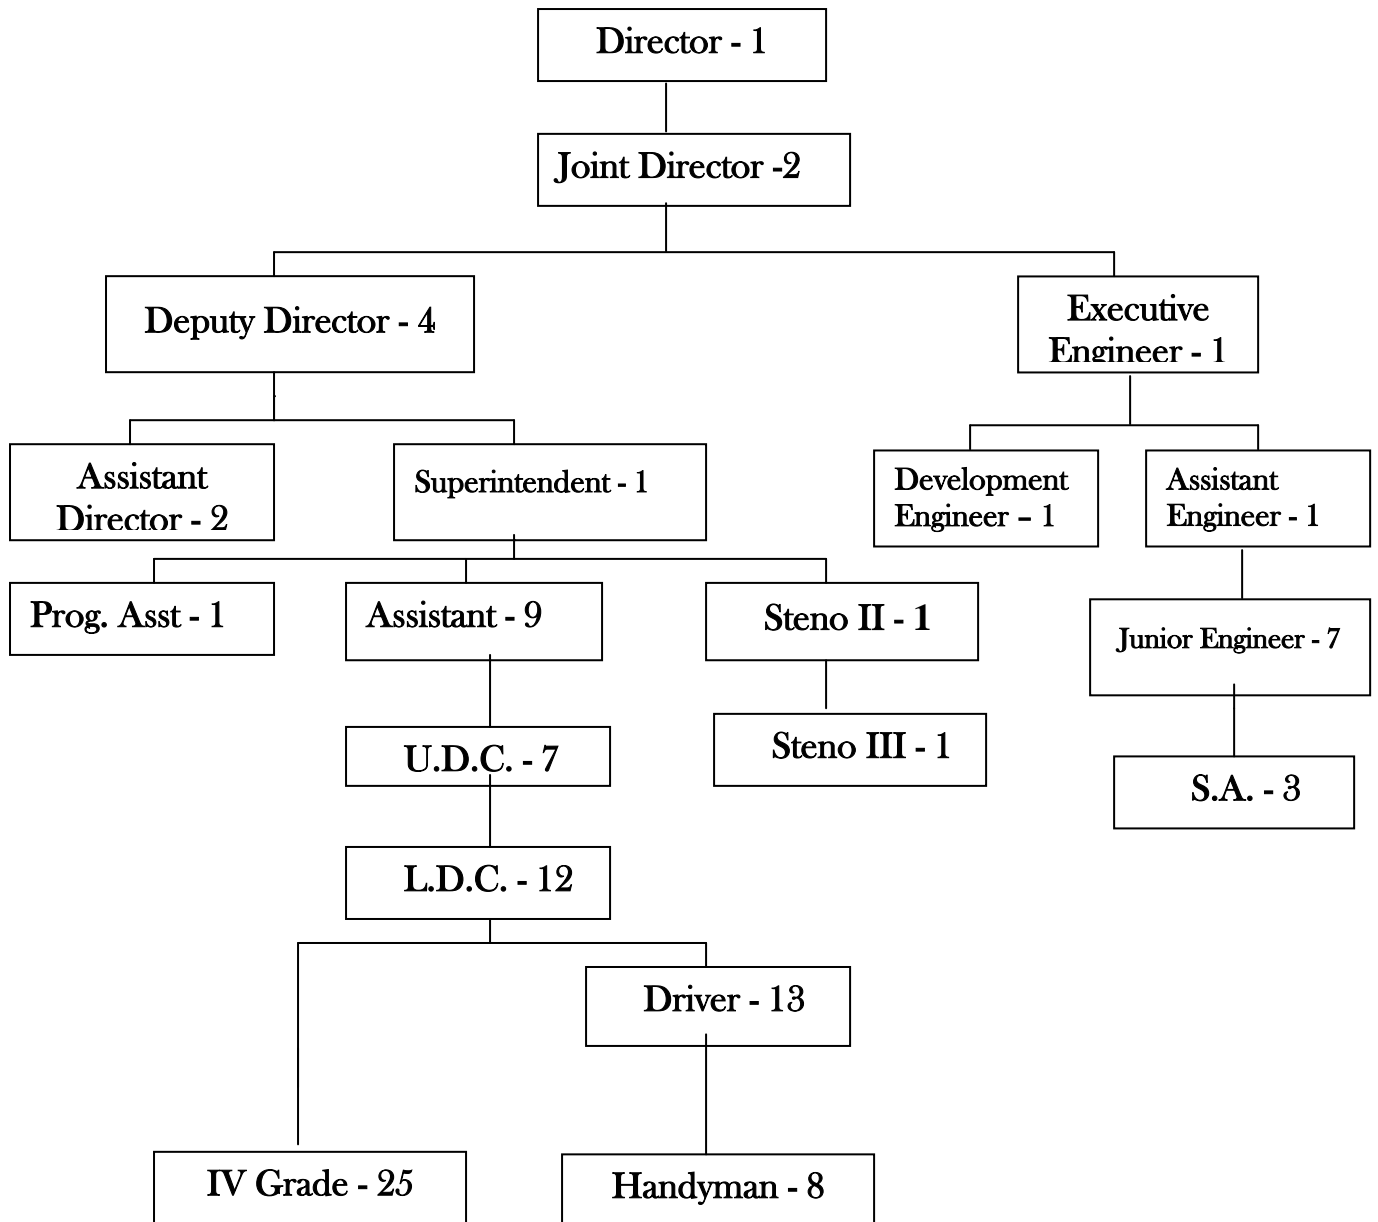 Director - 1
Joint Director -2
Deputy Director - 4
Executive
Engineer - 1
Assistant
Director - 2
Superintendent - 1
Development
Engineer – 1
Assistant
Engineer - 1
Prog. Asst - 1
Assistant - 9
Steno II - 1
Junior Engineer - 7
U.D.C. - 7
Steno III - 1
S.A. - 3
L.D.C. - 12
Driver - 13
IV Grade - 25
Handyman - 8